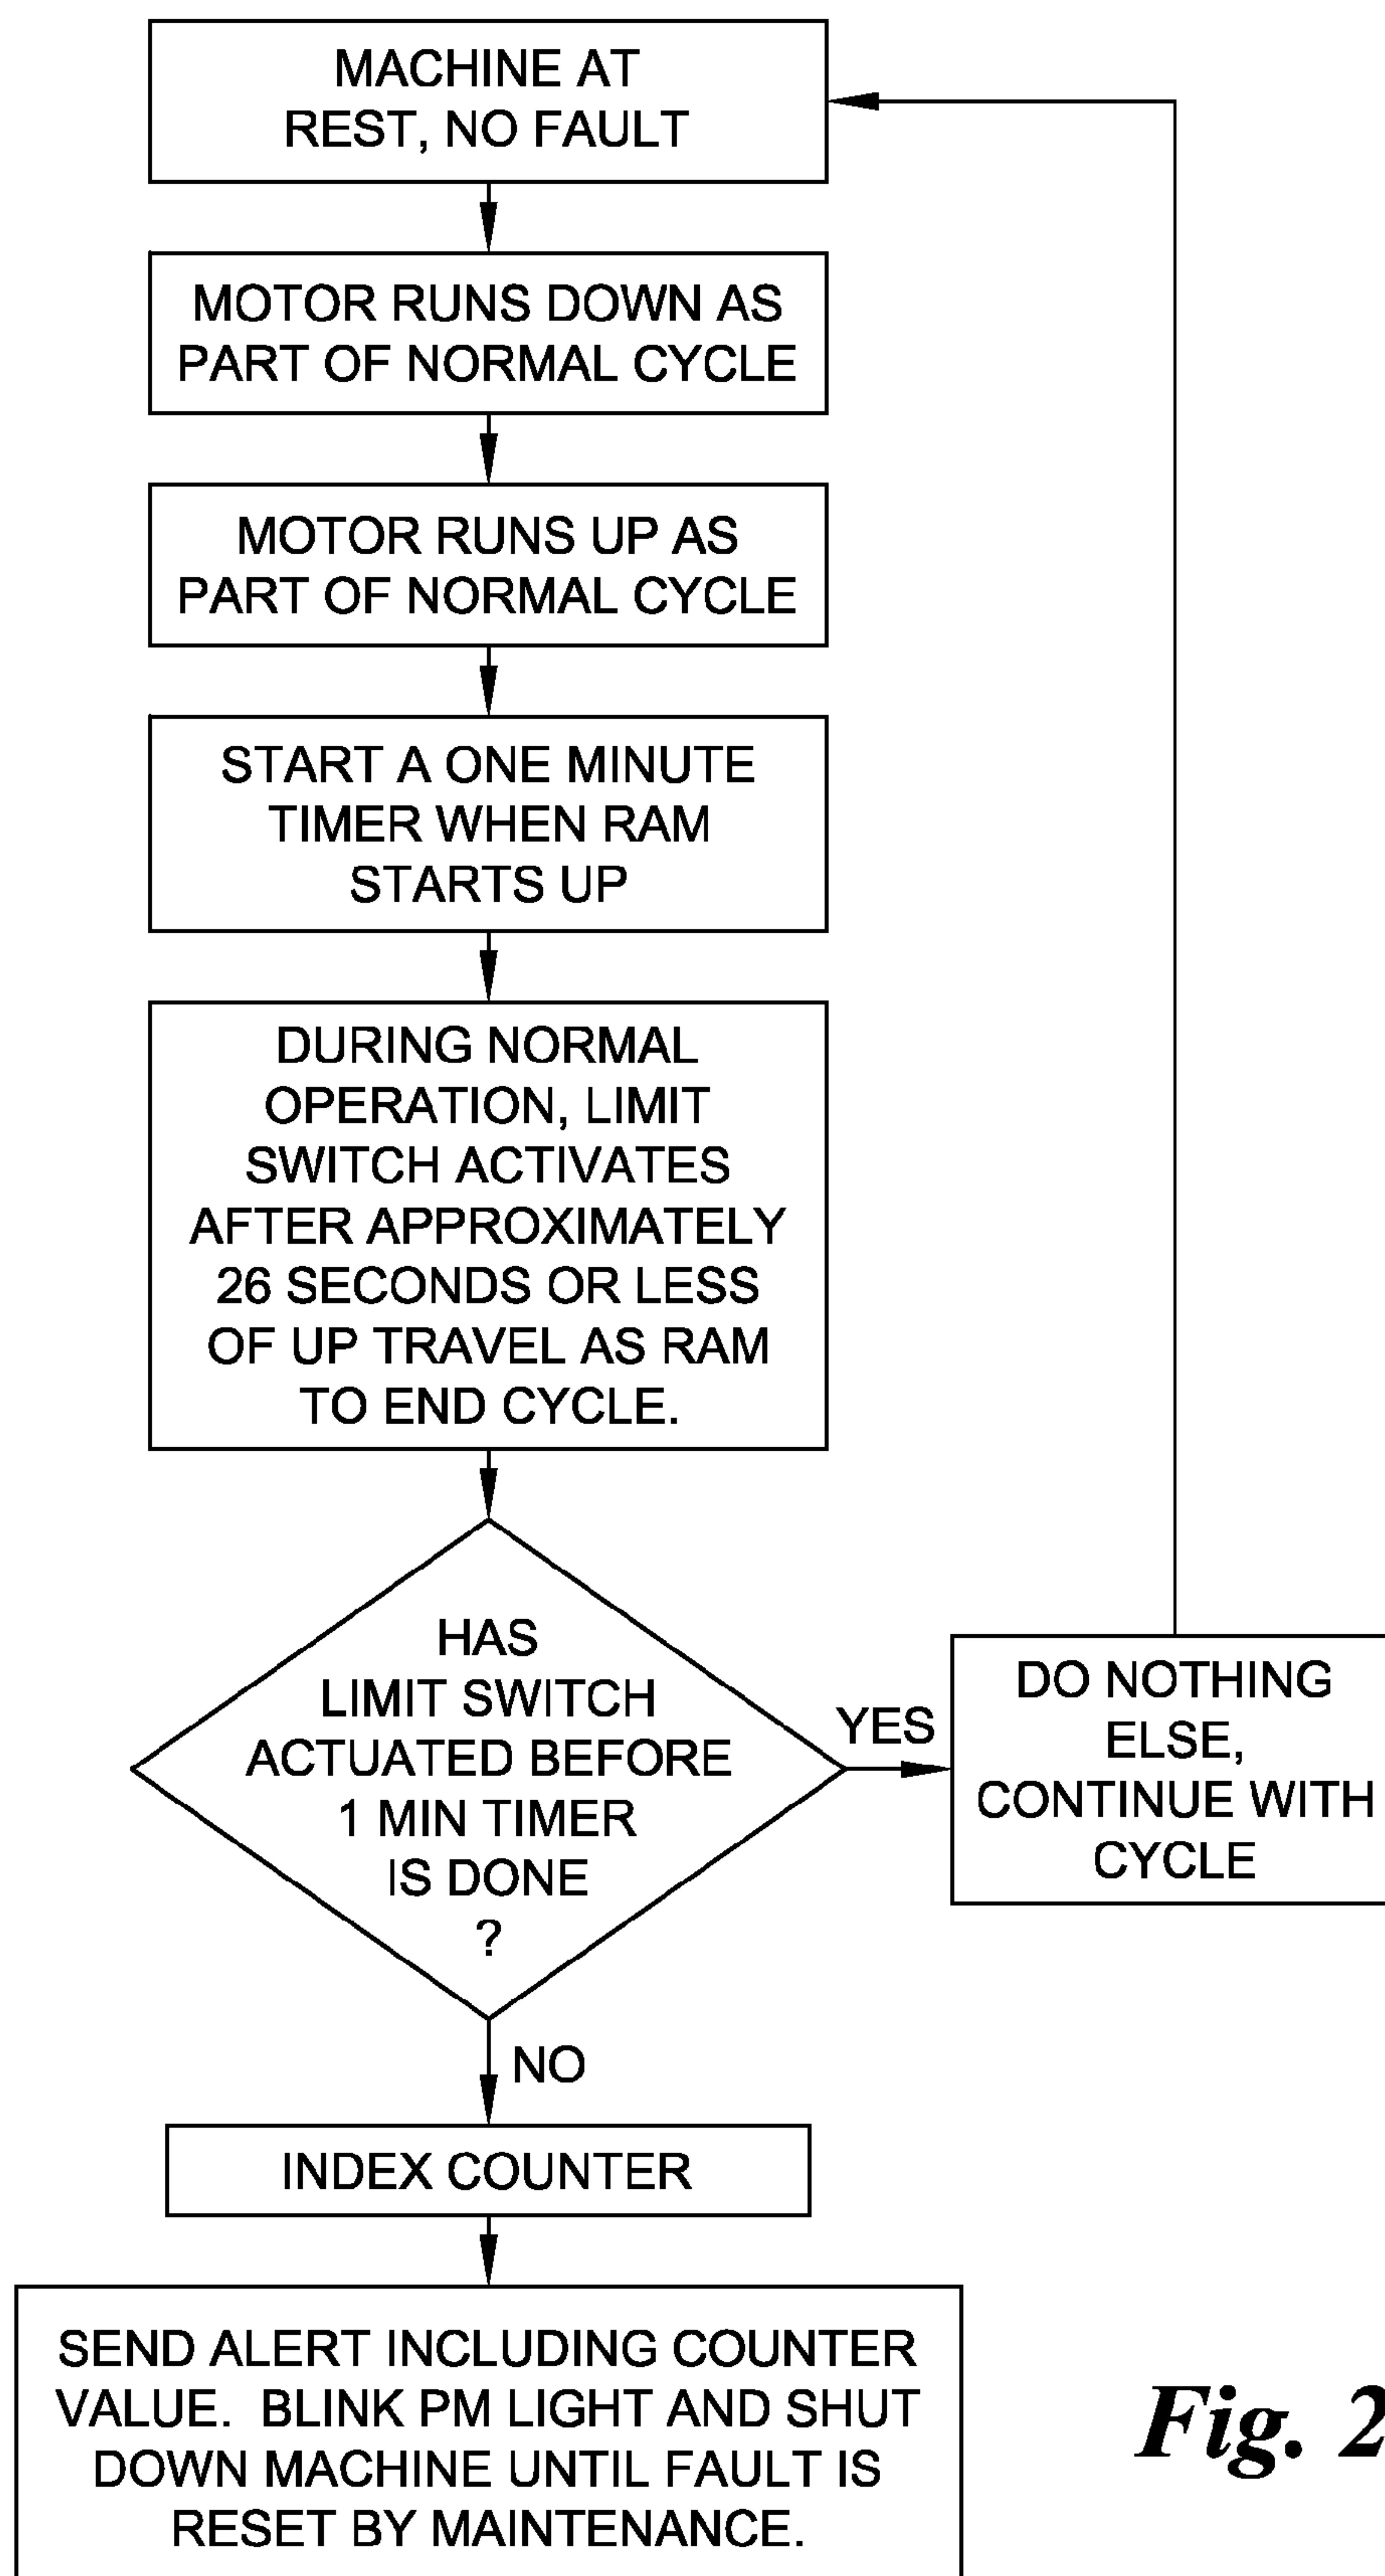 MACHINE AT
REST, NO FAULT
MOTOR RUNS DOWN AS
PART OF NORMAL CYCLE
MOTOR RUNS UP AS
PART OF NORMAL CYCLE
START A ONE MINUTE
TIMER WHEN RAM
STARTS UP
DURING NORMAL
OPERATION, LIMIT
SWITCH ACTIVATES
AFTER APPROXIMATELY
26 SECONDS OR LESS
OF UP TRAVEL AS RAM
TO END CYCLE.
HAS
LIMIT SWITCH
ACTUATED BEFORE
1 MIN TIMER
IS DONE
?
YES
DO NOTHING
ELSE,
CONTINUE WITH
CYCLE
NO
INDEX COUNTER
SEND ALERT INCLUDING COUNTER
VALUE. BLINK PM LIGHT AND SHUT
DOWN MACHINE UNTIL FAULT IS
RESET BY MAINTENANCE.
Fig. 2